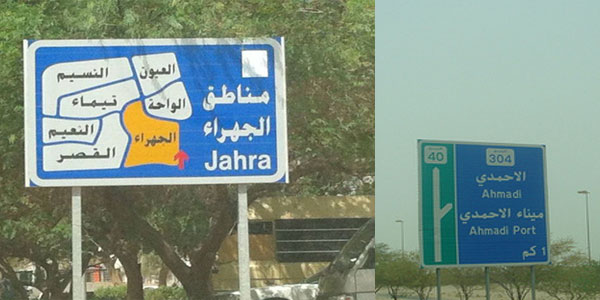 مناطق
الجهراء
Jahra
العيون
النسيم
الواحة
تيماء
الجهراء
النعيم
القصر
304
40
الاحمدي
Ahmadi
ميناء الاحمدي
Ahmadi Port
1 كم